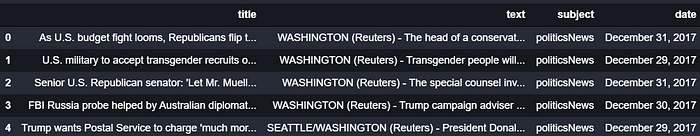 title text subject date
0 As U.S. budget fight looms, Republicans flip t... WASHINGTON (Reuters) - The head of a conservat... politicsNews December 31, 2017
1 U.S. military to accept transgender recruits o... WASHINGTON (Reuters) - Transgender people will... politicsNews December 29, 2017
2 Senior U.S. Republican senator: 'Let Mr. Muell... WASHINGTON (Reuters) - The special counsel inv... politicsNews December 31, 2017
3 FBI Russia probe helped by Australian diplomat... WASHINGTON (Reuters) - Trump campaign adviser ... politicsNews December 30, 2017
4 Trump wants Postal Service to charge 'much mor... SEATTLE/WASHINGTON (Reuters) - President Donal... politicsNews December 29, 2017